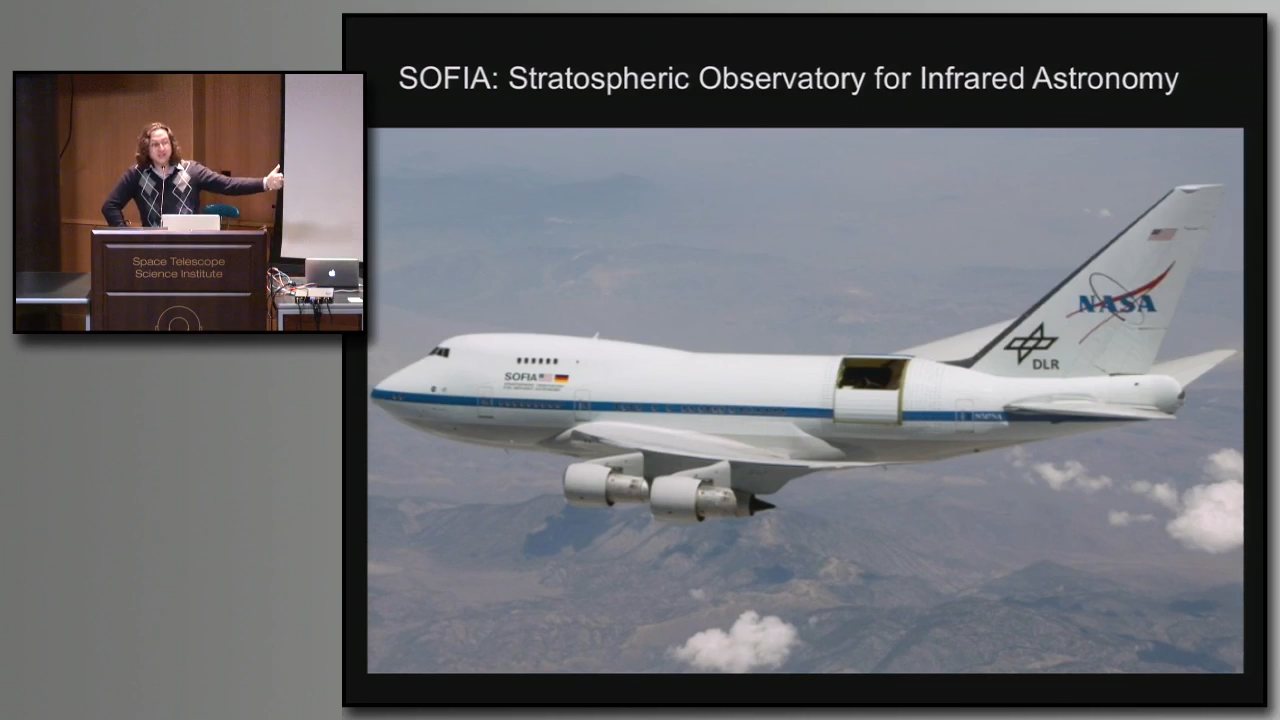 SOFIA: Stratospheric Observatory for Infrared Astronomy
Space Telescope
Science Institute
NASA
DLR
SOFIA